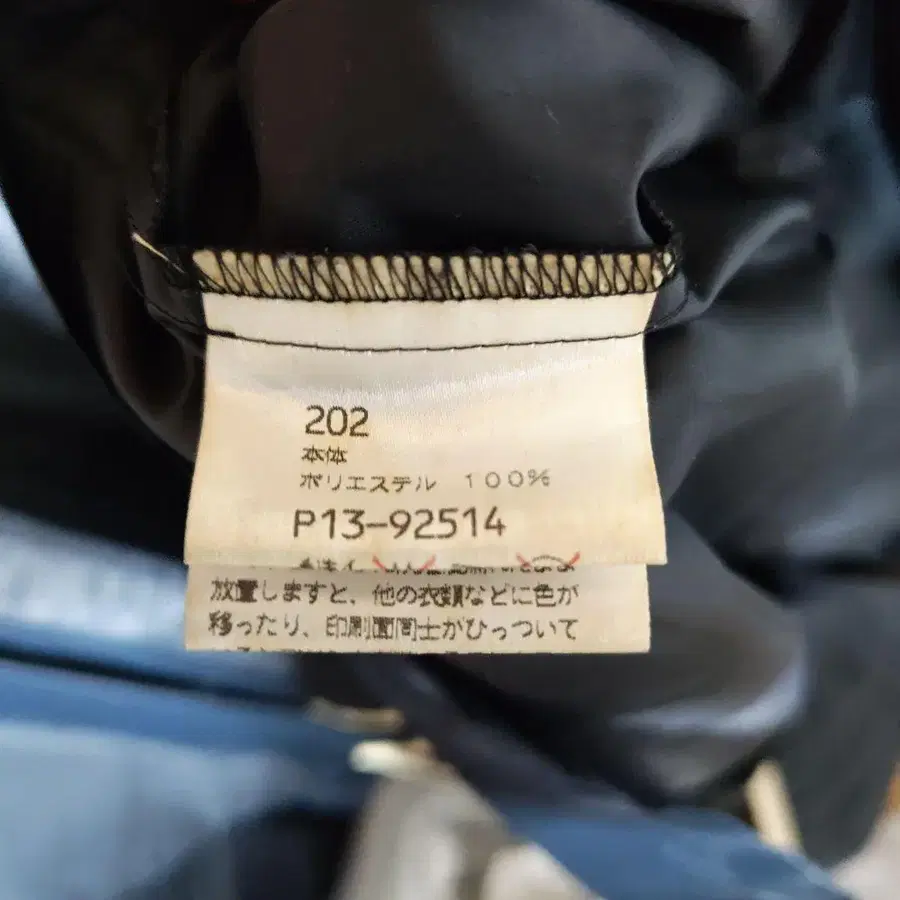 202
本体
ポリエステル 100%
P13-92514
放置しますと、他の衣類などに色が
移ったり、印刷面同士がひっついて